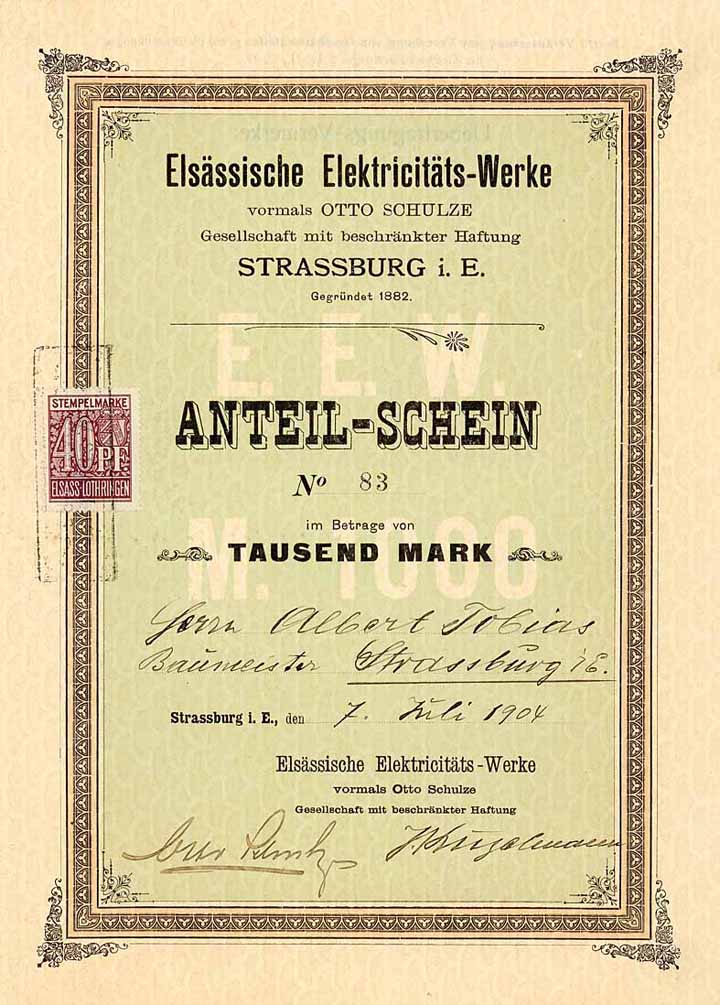 Elsässische Elektricitäts-Werke
vormals OTTO SCHULZE
Gesellschaft mit beschränkter Haftung
STRASSBURG i. E.
Gegründet 1882.
E. E. W.
ANTEIL-SCHEIN
No 83
STEMPELMARKE
40 PF
ELSASS-LOTHRINGEN
im Betrage von
M. 1000
TAUSEND MARK
Herrn Albert Tobias
Baumeister Strassburg i/E.
Strassburg i. E., den 7. Juli 1904
Elsässische Elektricitäts-Werke
vormals Otto Schulze
Gesellschaft mit beschränkter Haftung